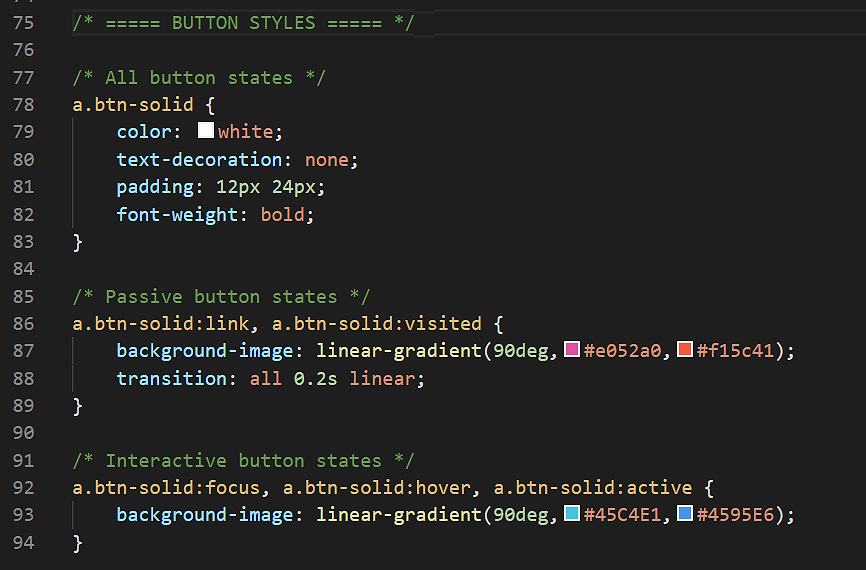 75 /* ===== BUTTON STYLES ===== */
76
77 /* All button states */
78 a.btn-solid {
79     color: white;
80     text-decoration: none;
81     padding: 12px 24px;
82     font-weight: bold;
83 }
84
85 /* Passive button states */
86 a.btn-solid:link, a.btn-solid:visited {
87     background-image: linear-gradient(90deg, #e052a0, #f15c41);
88     transition: all 0.2s linear;
89 }
90
91 /* Interactive button states */
92 a.btn-solid:focus, a.btn-solid:hover, a.btn-solid:active {
93     background-image: linear-gradient(90deg, #45C4E1, #4595E6);
94 }